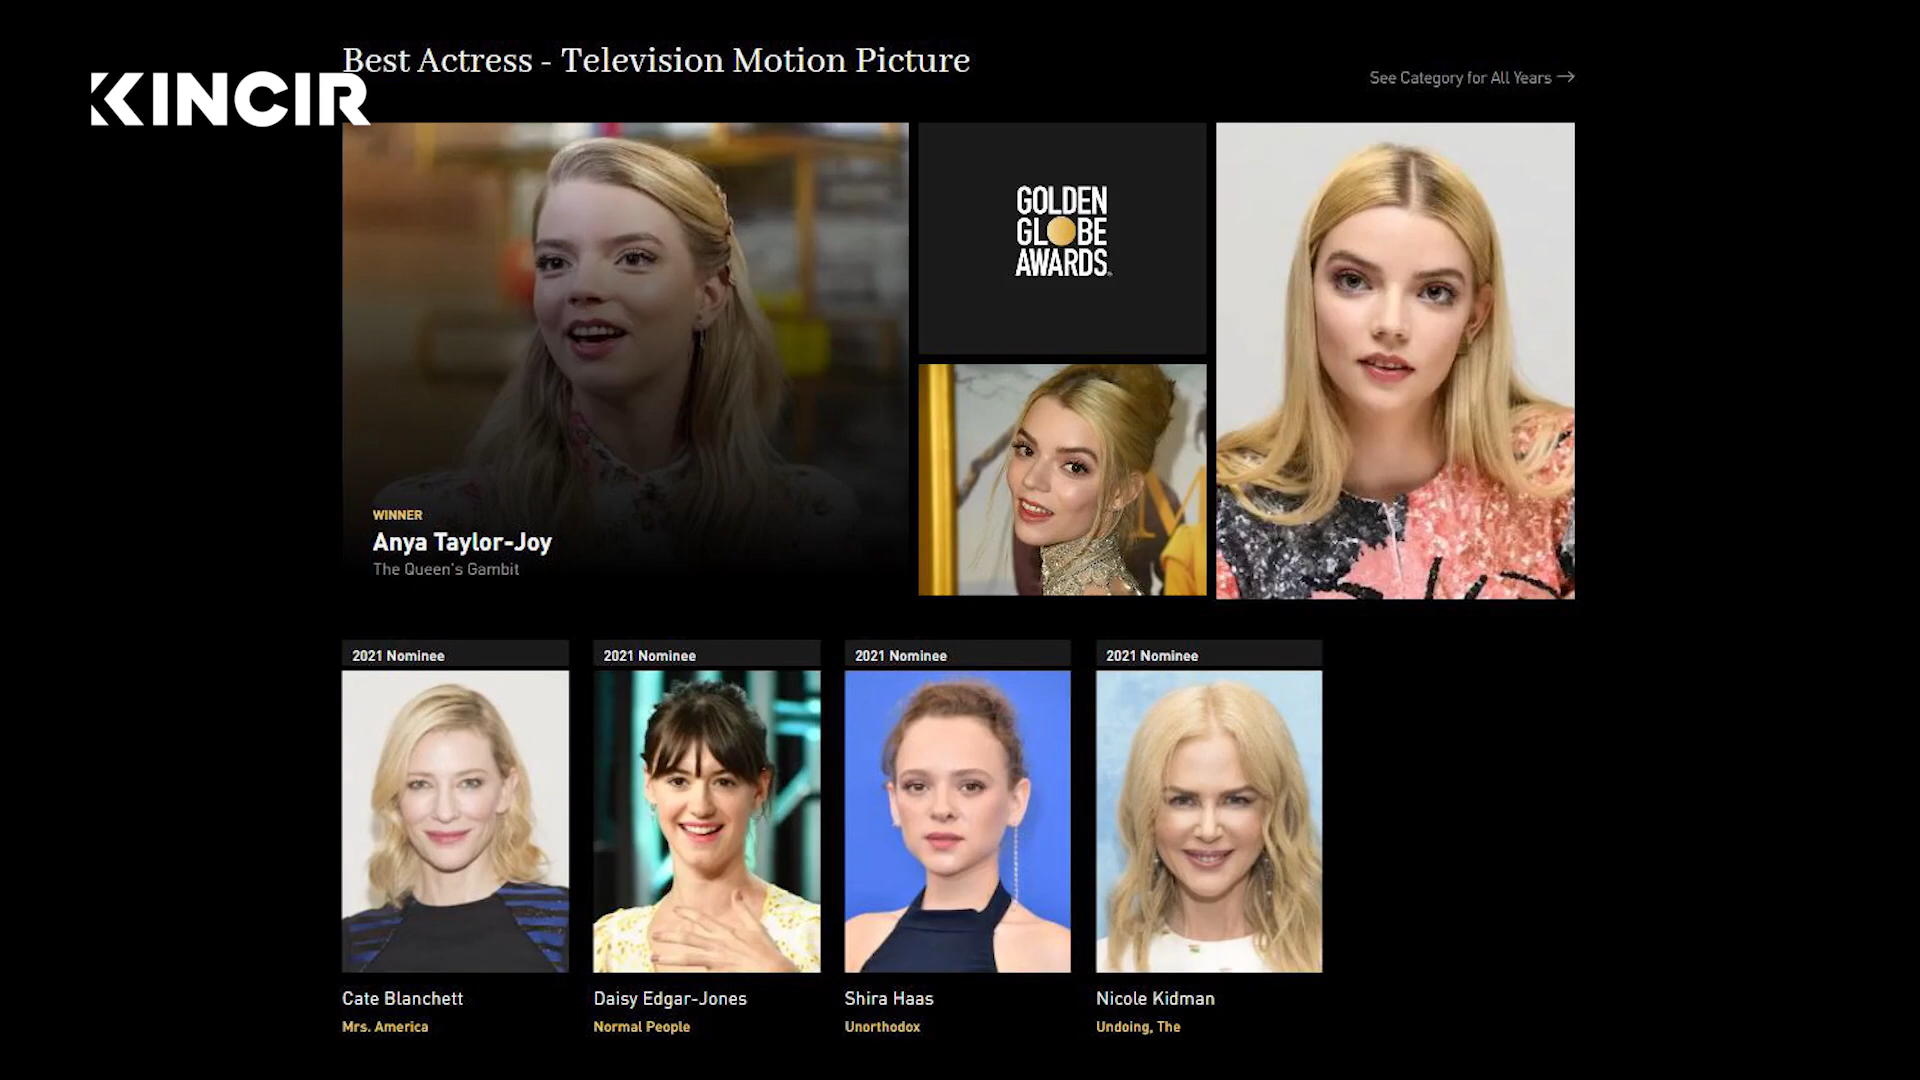 Best Actress - Television Motion Picture
KINCIR
See Category for All Years →
GOLDEN
GLOBE
AWARDS
WINNER
Anya Taylor-Joy
The Queen's Gambit
2021 Nominee
2021 Nominee
2021 Nominee
2021 Nominee
Cate Blanchett
Mrs. America
Daisy Edgar-Jones
Normal People
Shira Haas
Unorthodox
Nicole Kidman
Undoing, The